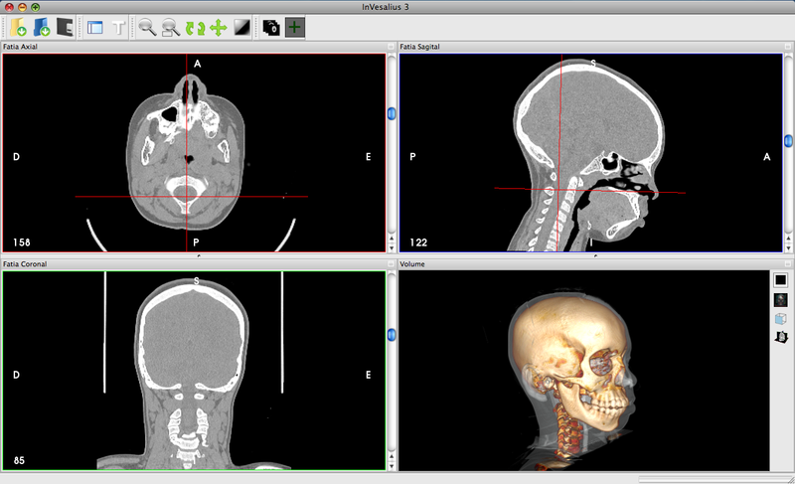 InVesalius 3
T
Fatia Axial
Fatia Sagital
A
S
D
E
P
A
158
P
122
I
Fatia Coronal
Volume
S
D
E
85